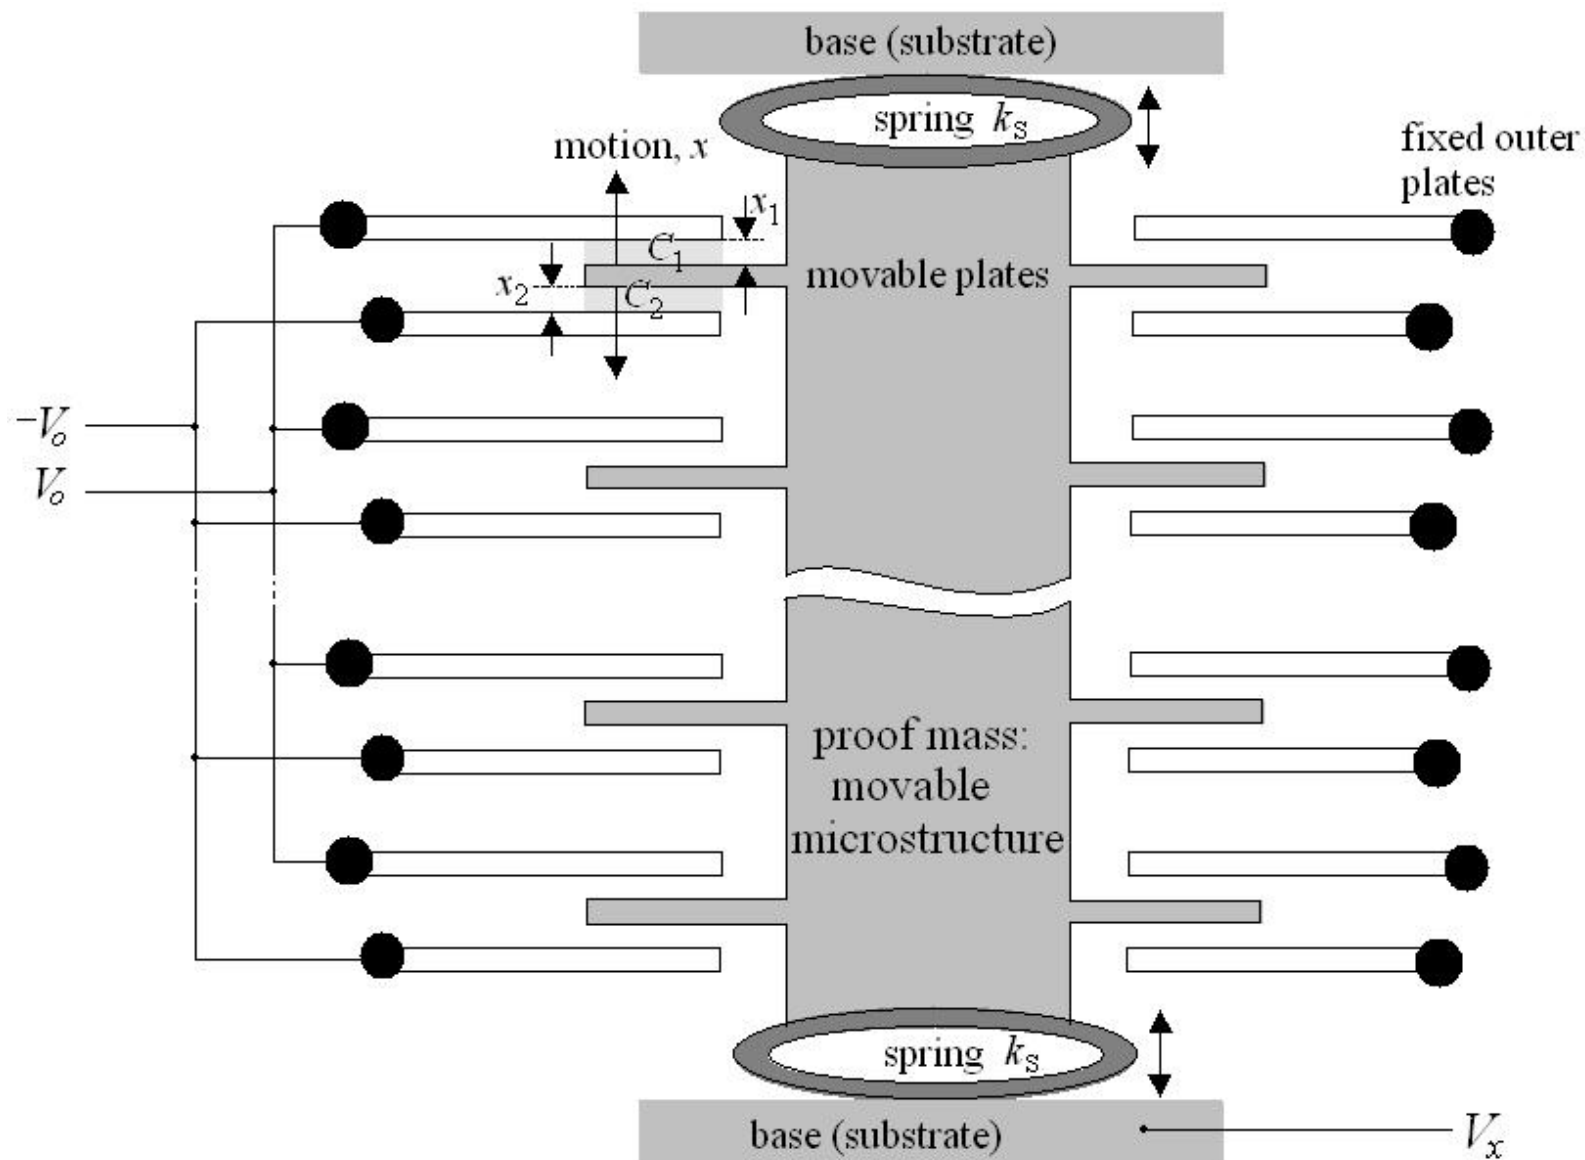 base (substrate)
spring k_S
motion, x
fixed outer
plates
x_1
C_1
movable plates
x_2
C_2
−V_o
V_o
proof mass:
movable
microstructure
spring k_S
base (substrate)
V_x